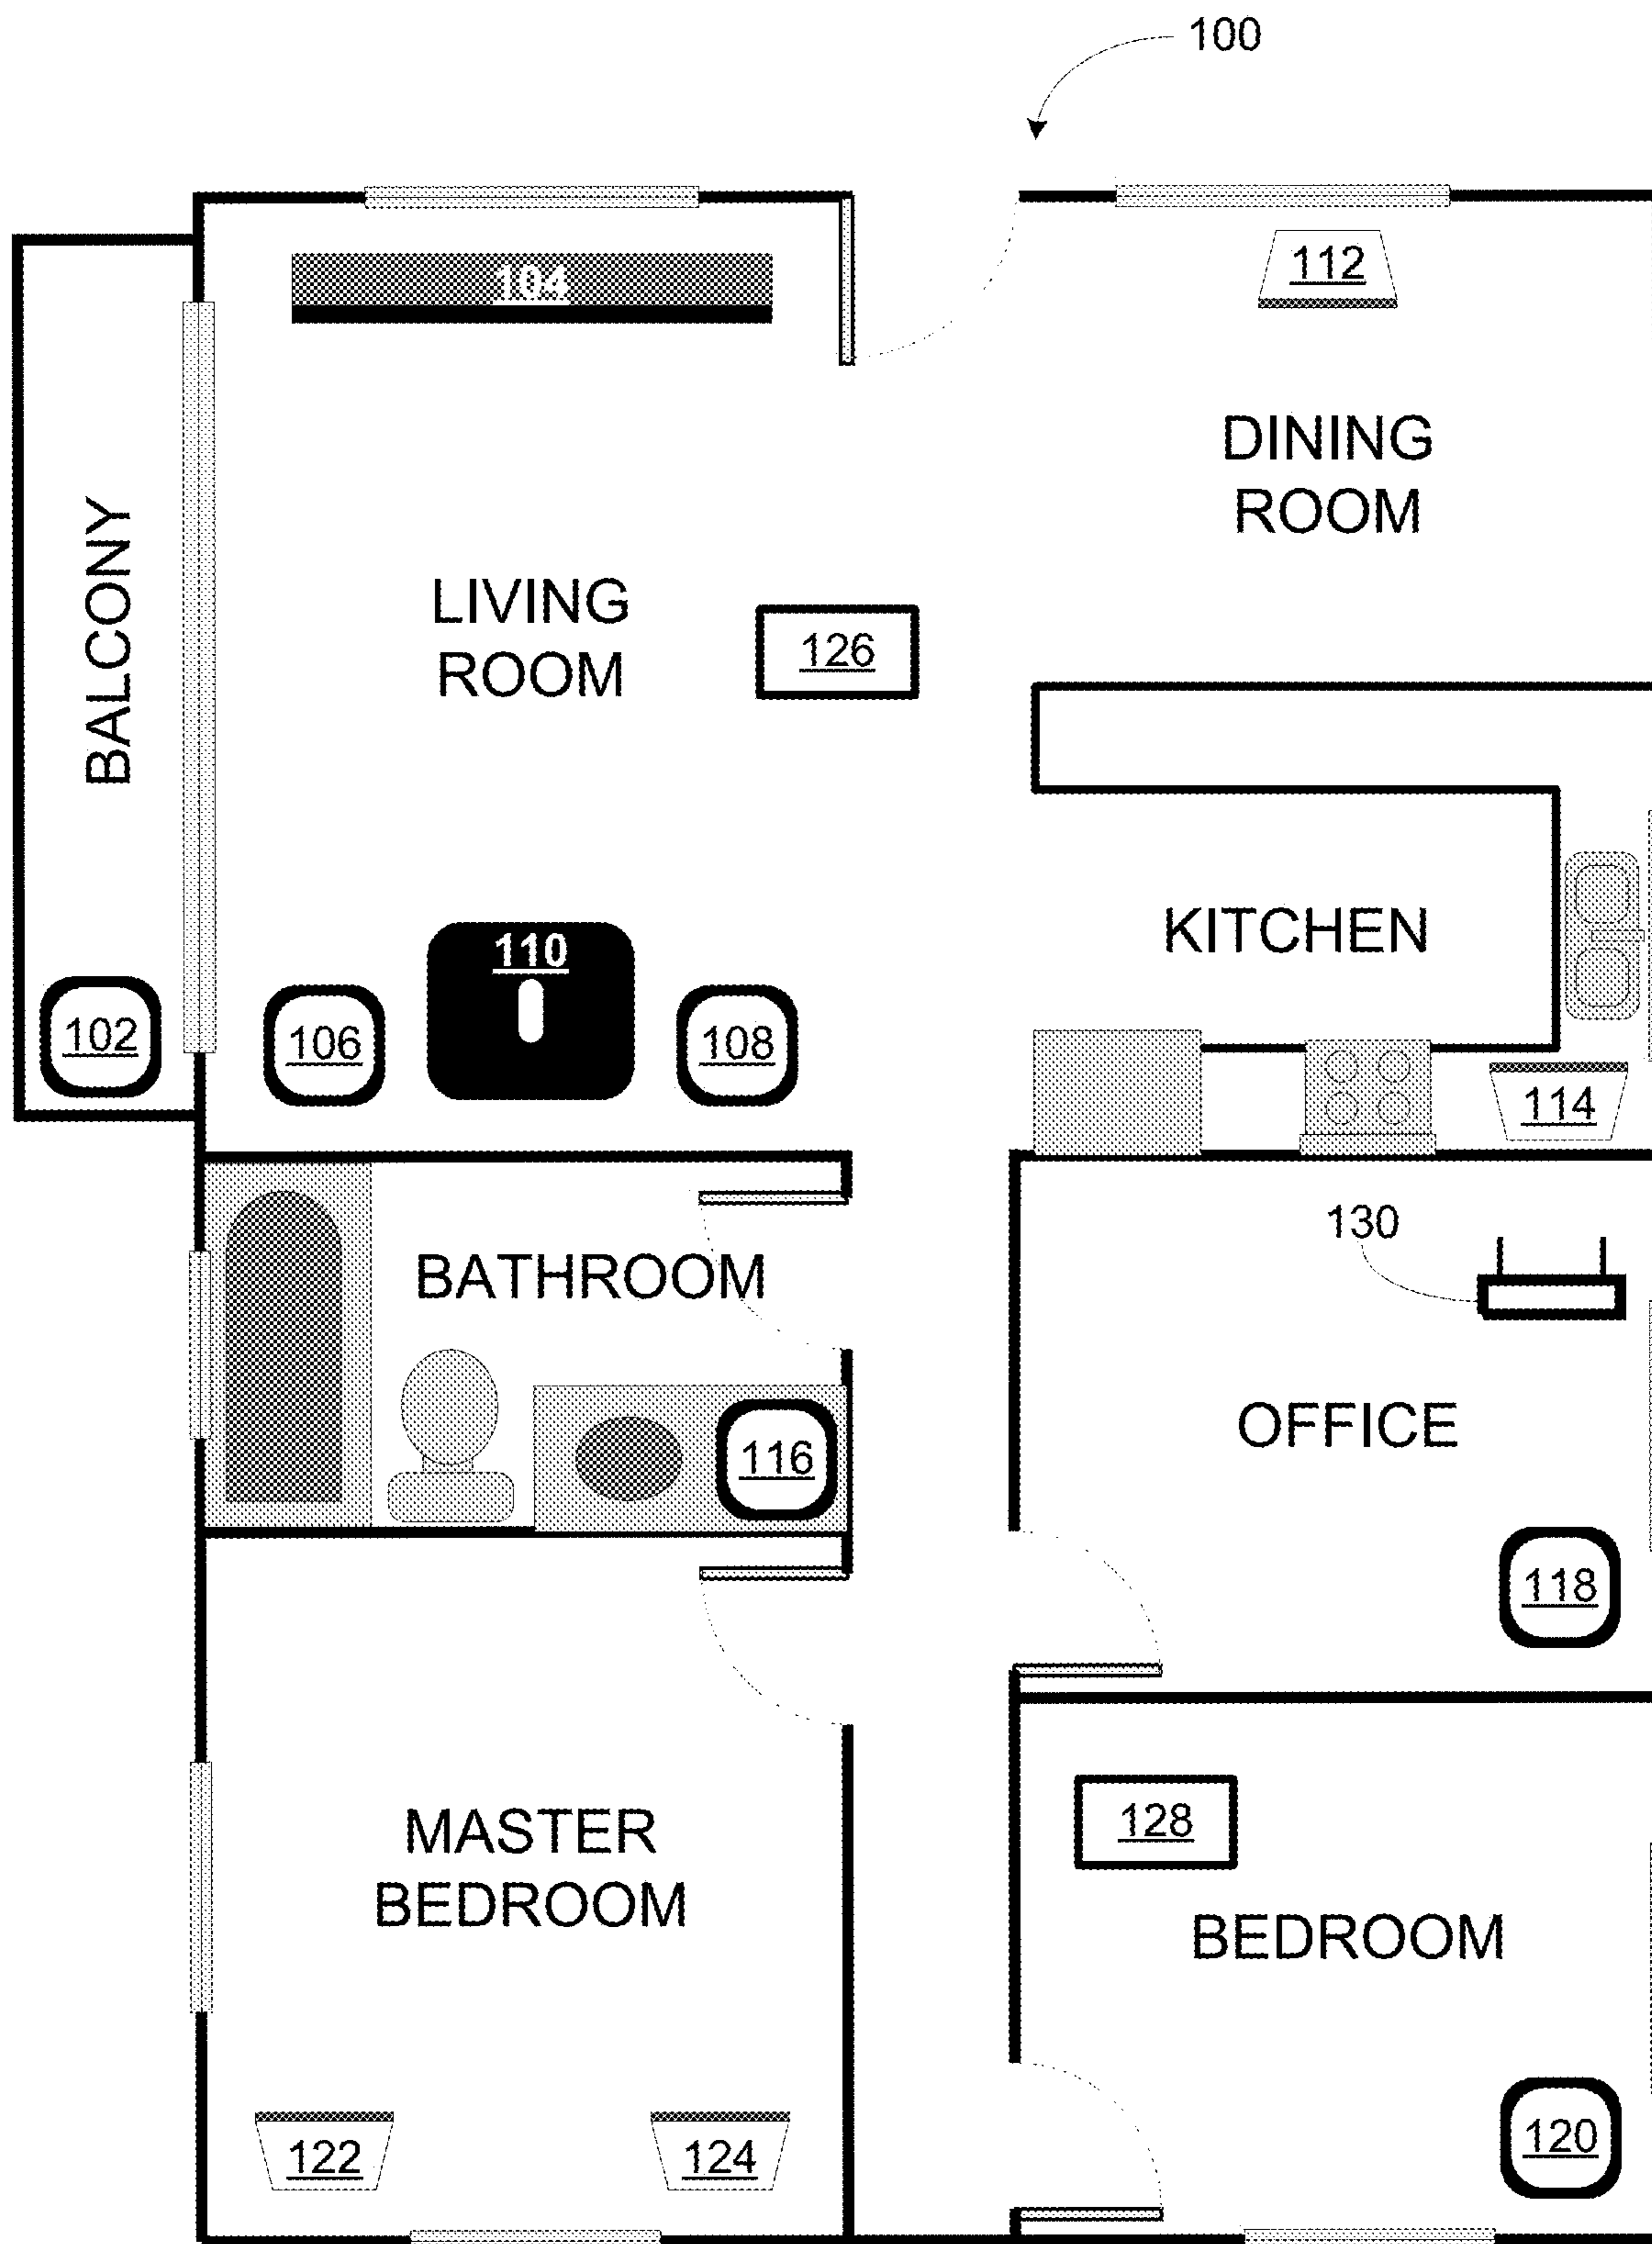 100
104
112
DINING
ROOM
BALCONY
LIVING
ROOM
126
KITCHEN
110
102
106
108
114
130
BATHROOM
OFFICE
116
118
128
MASTER
BEDROOM
BEDROOM
122
124
120